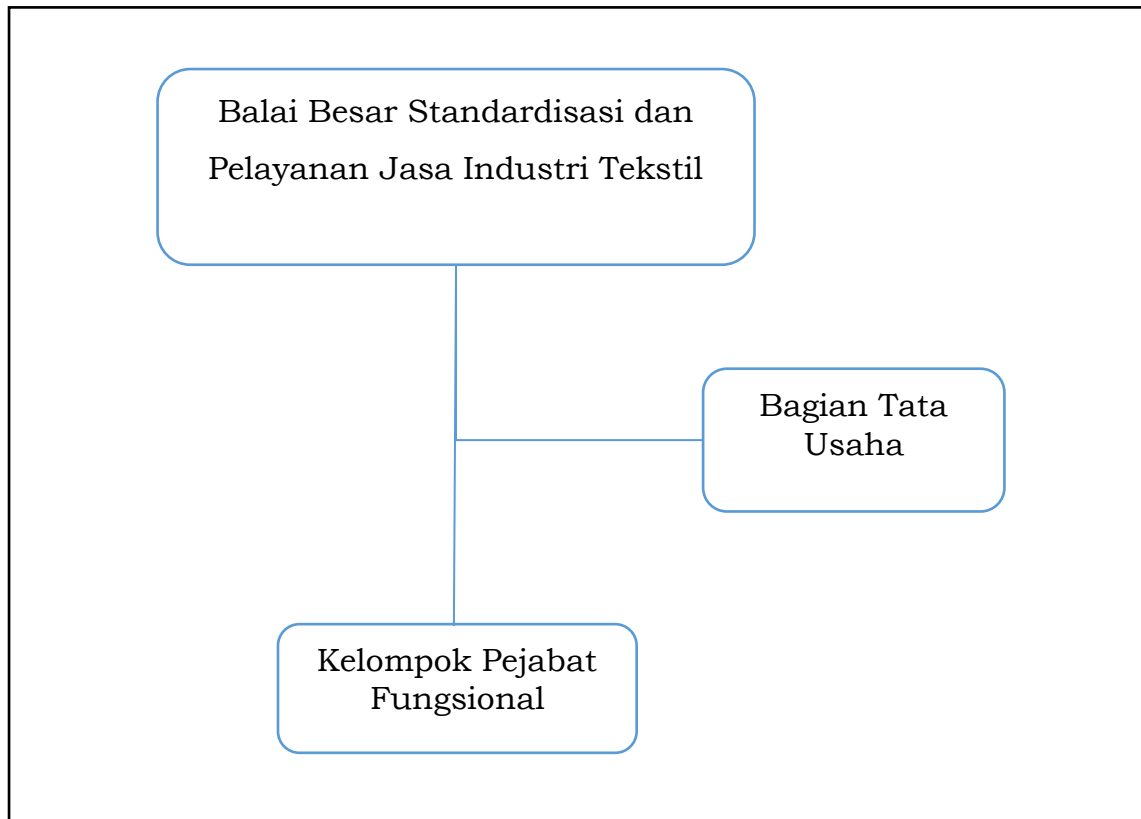 Balai Besar Standardisasi dan
Pelayanan Jasa Industri Tekstil
Bagian Tata
Usaha
Kelompok Pejabat
Fungsional